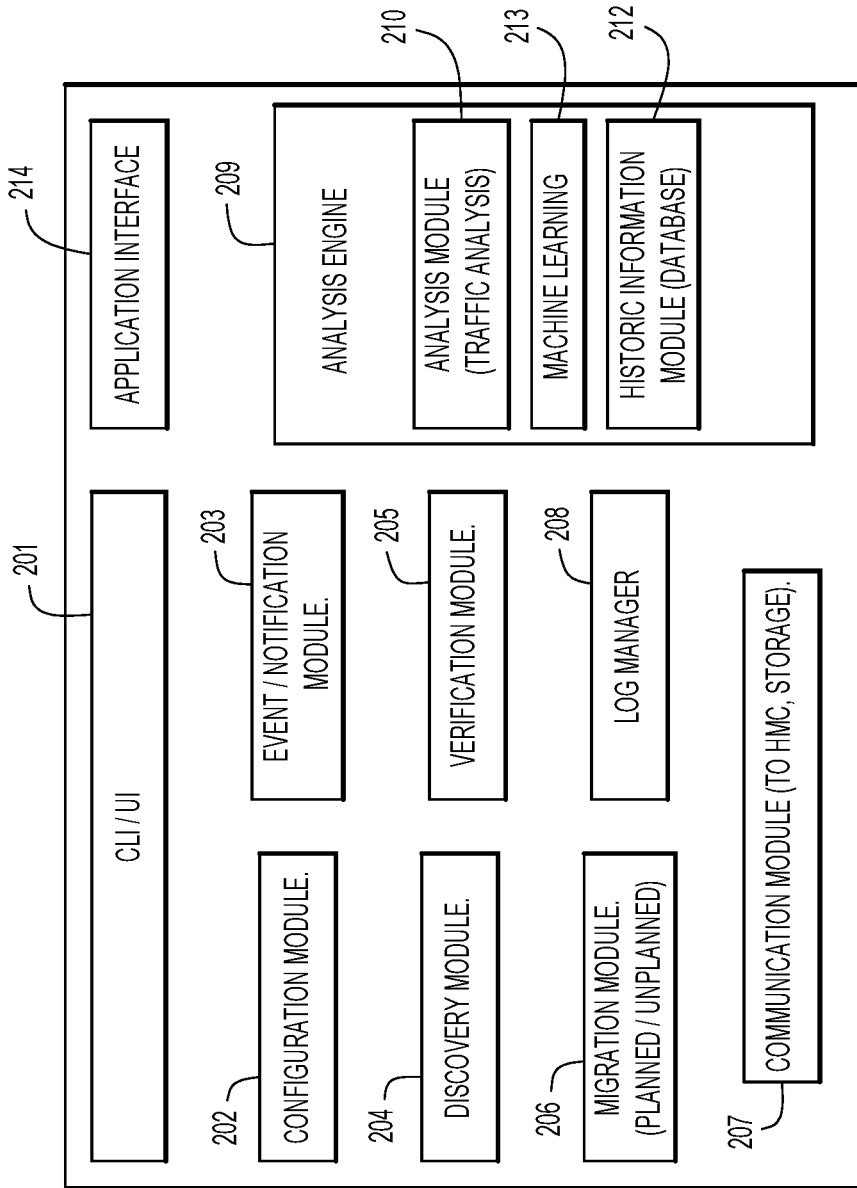 201
CLI / UI
214
APPLICATION INTERFACE
202
CONFIGURATION MODULE.
203
EVENT / NOTIFICATION
MODULE.
209
ANALYSIS ENGINE
204
DISCOVERY MODULE.
205
VERIFICATION MODULE.
210
ANALYSIS MODULE
(TRAFFIC ANALYSIS)
213
MACHINE LEARNING
206
MIGRATION MODULE.
(PLANNED / UNPLANNED)
208
LOG MANAGER
212
HISTORIC INFORMATION
MODULE (DATABASE)
207
COMMUNICATION MODULE (TO HMC, STORAGE).